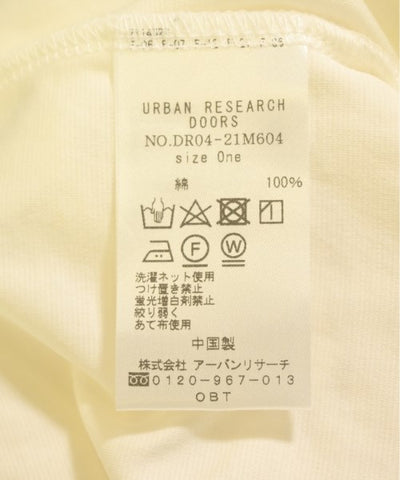 URBAN RESEARCH
DOORS
NO.DR04-21M604
size One
綿 100%
F W
洗濯ネット使用
つけ置き禁止
蛍光増白剤禁止
絞り弱く
あて布使用
中国製
株式会社 アーバンリサーチ
0120-967-013
OBT